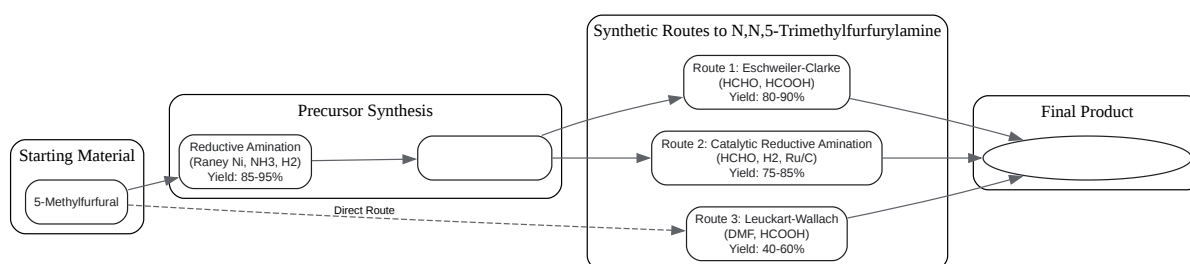 Starting Material
5-Methylfurfural
Precursor Synthesis
Reductive Amination
(Raney Ni, NH3, H2)
Yield: 85-95%
Direct Route
Synthetic Routes to N,N,5-Trimethylfurfurylamine
Route 1: Eschweiler-Clarke
(HCHO, HCOOH)
Yield: 80-90%
Route 2: Catalytic Reductive Amination
(HCHO, H2, Ru/C)
Yield: 75-85%
Route 3: Leuckart-Wallach
(DMF, HCOOH)
Yield: 40-60%
Final Product